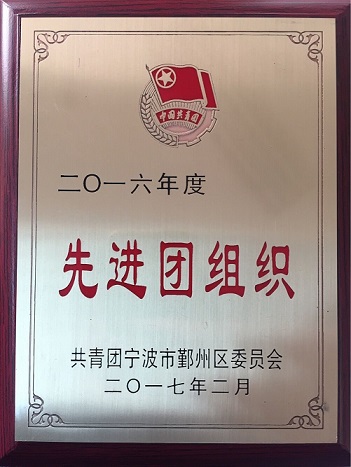 中国共青团
二〇一六年度
先进团组织
共青团宁波市鄞州区委员会
二〇一七年二月